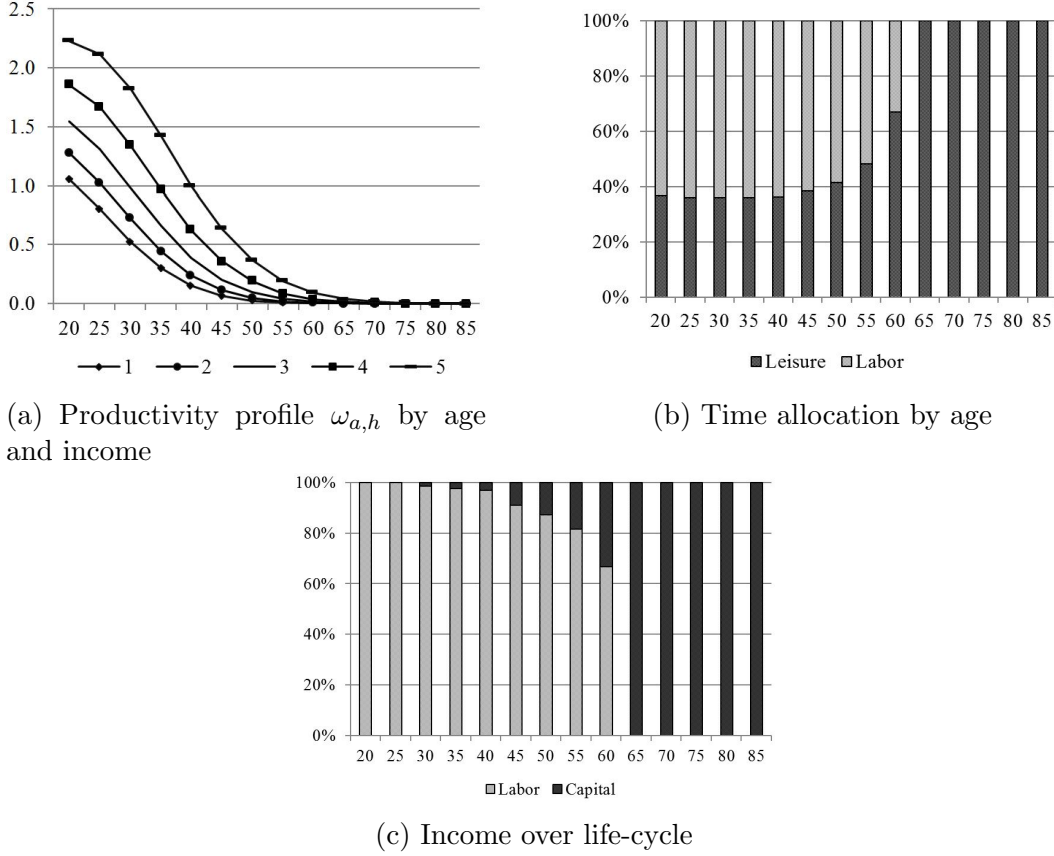 2.5
2.0
1.5
1.0
0.5
0.0
20 25 30 35 40 45 50 55 60 65 70 75 80 85
1 2 3 4 5
(a) Productivity profile ω_{a,h} by age
and income
100%
80%
60%
40%
20%
0%
20 25 30 35 40 45 50 55 60 65 70 75 80 85
Leisure Labor
(b) Time allocation by age
100%
80%
60%
40%
20%
0%
20 25 30 35 40 45 50 55 60 65 70 75 80 85
Labor Capital
(c) Income over life-cycle